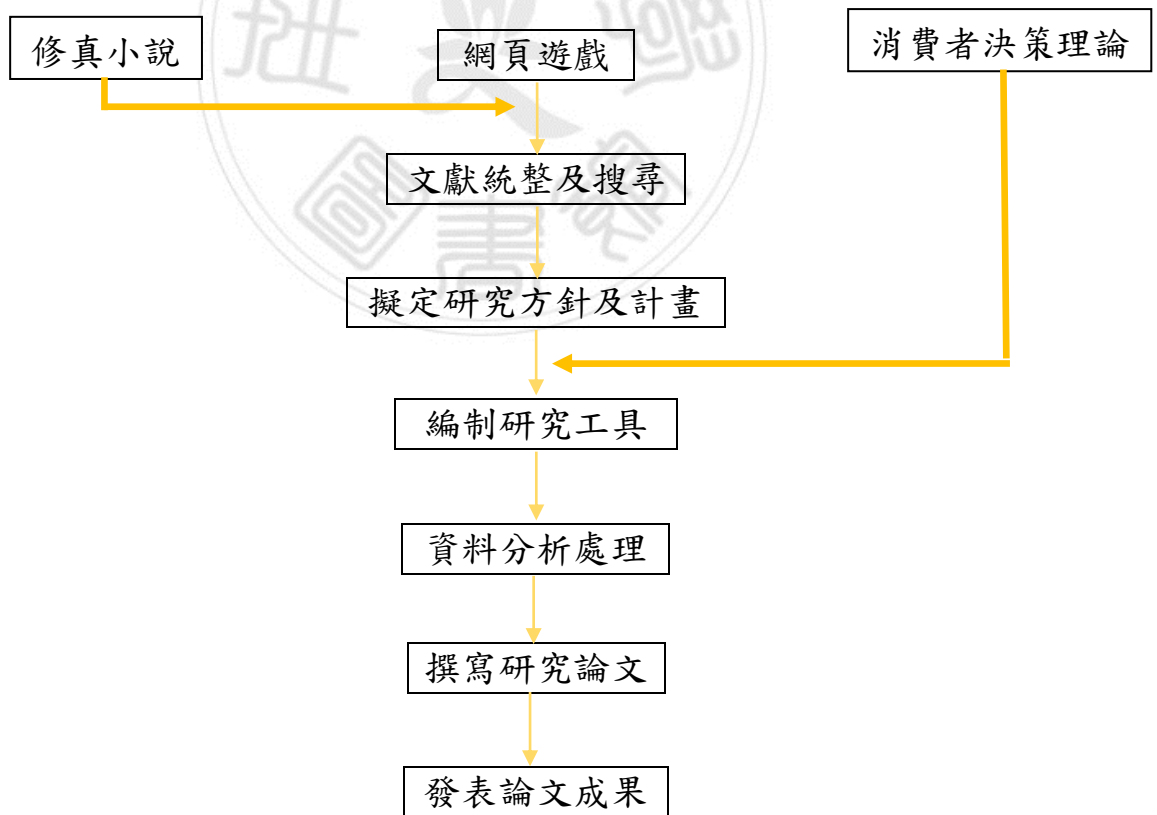 修真小說
網頁遊戲
消費者決策理論
文獻統整及搜尋
擬定研究方針及計畫
編制研究工具
資料分析處理
撰寫研究論文
發表論文成果